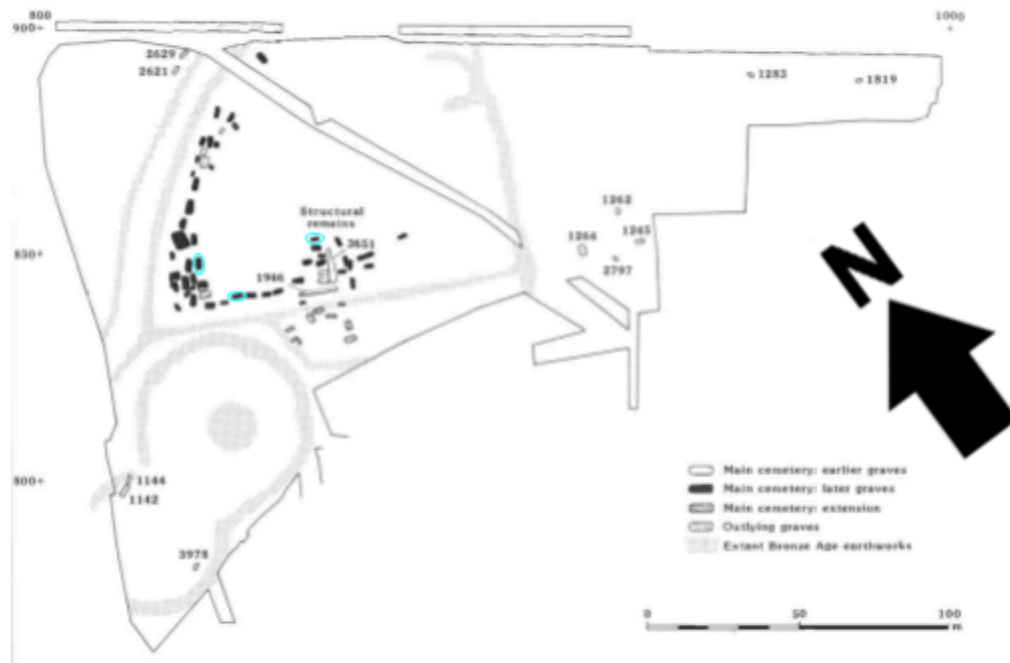 800
900+
1000
2629
2621
1283
1819
Structural
remains
3651
1262
1264
1265
850+
2797
1946
N
800+
1144
1142
3978
Main cemetery: earlier graves
Main cemetery: later graves
Main cemetery: extension
Outlying graves
Extant Bronze Age earthworks
0
50
100
m